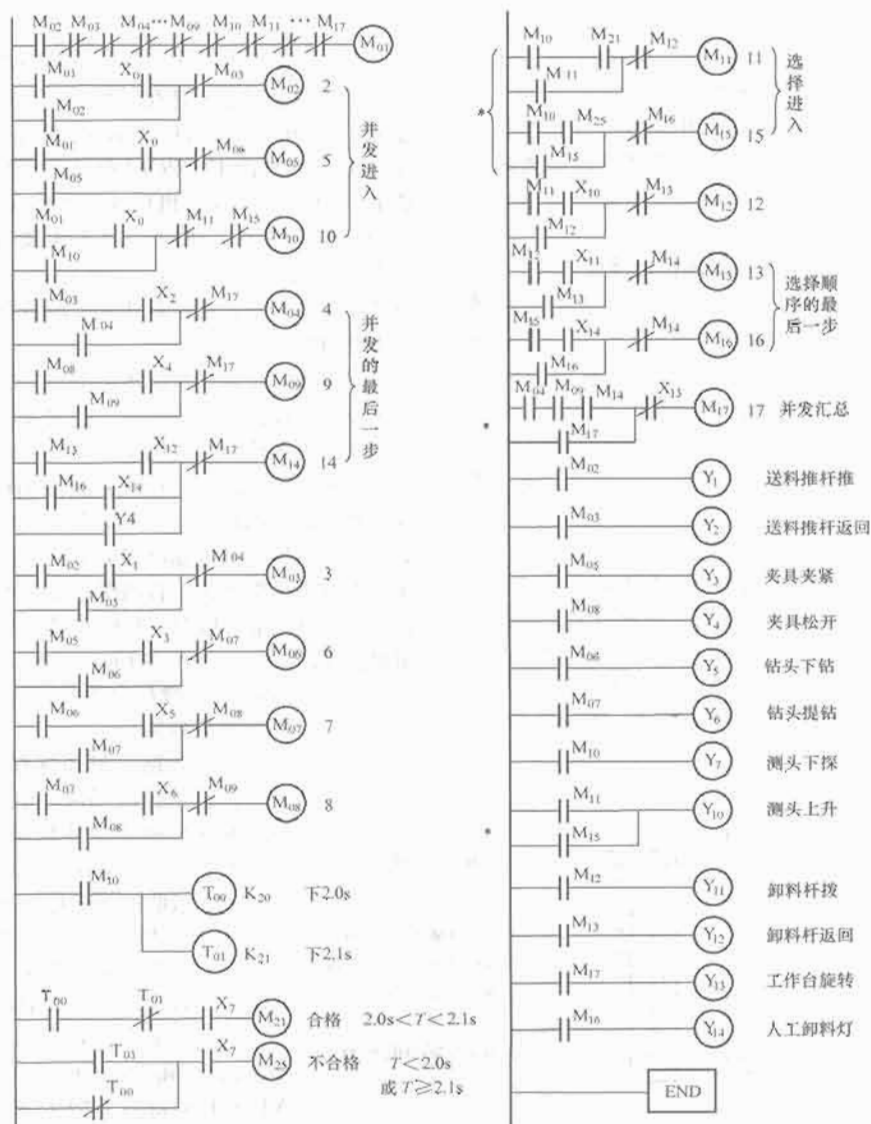 M02 M03 M04 … M09 M10 M11 … M17
M01
M01 X0 M03 M02 2
M02
M01 X0 M06 M05 5
M05
M01 X0 M11 M15 M10 10
M10
并发进入
M03 X2 M17 M04 4
M04
M08 X4 M17 M09 9
M09
M13 X12 M17 M14 14
M16 X14
Y4
并发的最后一步
M02 X1 M04 M03 3
M03
M05 X3 M07 M06 6
M06
M06 X5 M08 M07 7
M07
M07 X6 M09 M08 8
M08
M10 T00 K20 下2.0s
T01 K21 下2.1s
T00 T01 X7 M21 合格 2.0s<T<2.1s
T01 X7 M25 不合格 T<2.0s
T00 或T≥2.1s
M10 M21 M12 M11 11
M11
*
M10 M25 M16 M15 15
M15
选择进入
M11 X10 M13 M12 12
M12
M12 X11 M14 M13 13
M13
M15 X14 M14 M16 16
M16
选择顺序的最后一步
M04 M09 M14 X13 M17 17 并发汇总
* M17
M02 Y1 送料推杆推
M03 Y2 送料推杆返回
M05 Y3 夹具夹紧
M08 Y4 夹具松开
M06 Y5 钻头下钻
M07 Y6 钻头提钻
M10 Y7 测头下探
M11 Y10 测头上升
* M15
M12 Y11 卸料杆拨
M13 Y12 卸料杆返回
M17 Y13 工作台旋转
M16 Y14 人工卸料灯
END